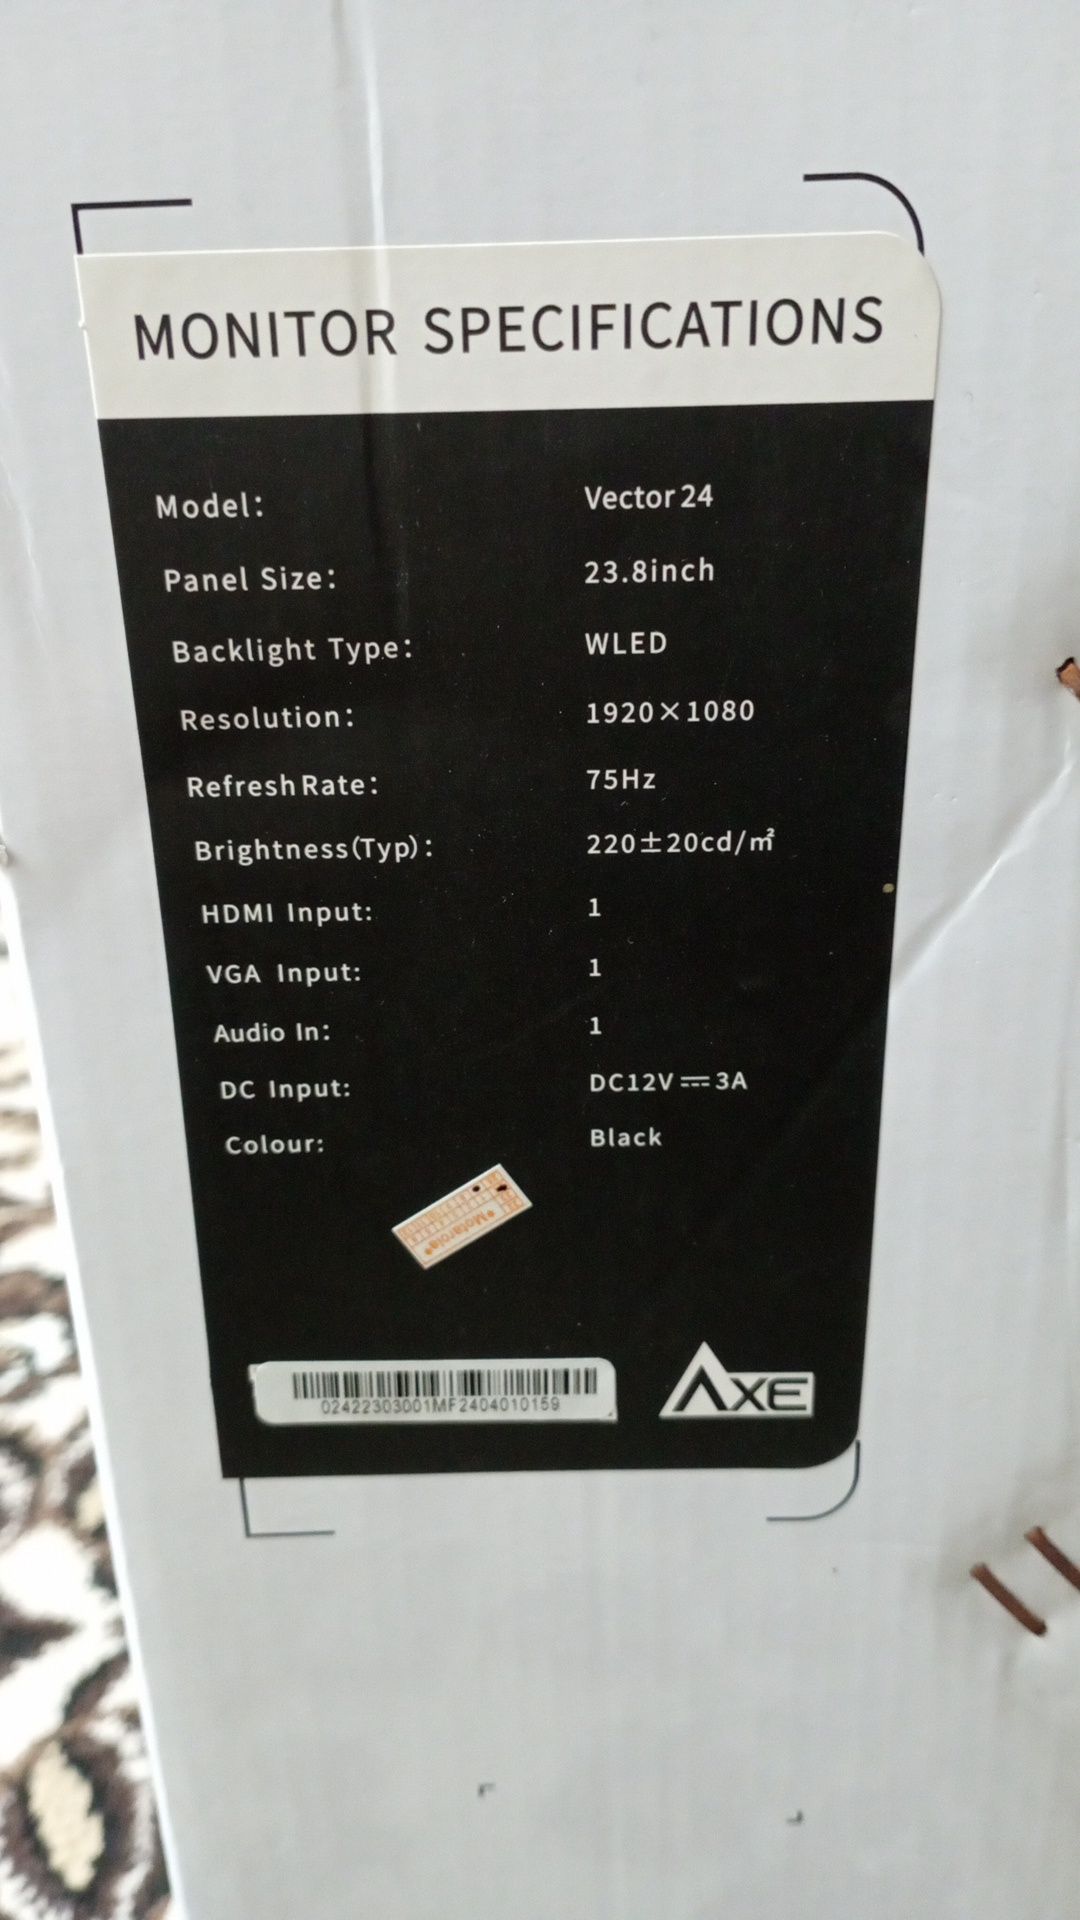 MONITOR SPECIFICATIONS
Model: Vector 24
Panel Size: 23.8inch
Backlight Type: WLED
Resolution: 1920×1080
Refresh Rate: 75Hz
Brightness(Typ): 220±20cd/㎡
HDMI Input: 1
VGA Input: 1
Audio In: 1
DC Input: DC12V⎓3A
Colour: Black
*Motorola*
02422303001MF2404010159
AXE